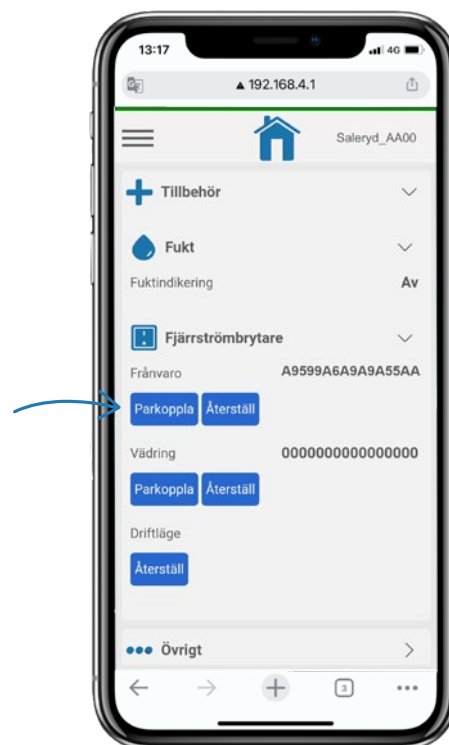 13:17
4G
192.168.4.1
Saleryd_AA00
Tillbehör
Fukt
Fuktindikering Av
Fjärrströmbrytare
Frånvaro A9599A6A9A9A55AA
Parkoppla Återställ
Vädring 0000000000000000
Parkoppla Återställ
Driftläge
Återställ
Övrigt
3